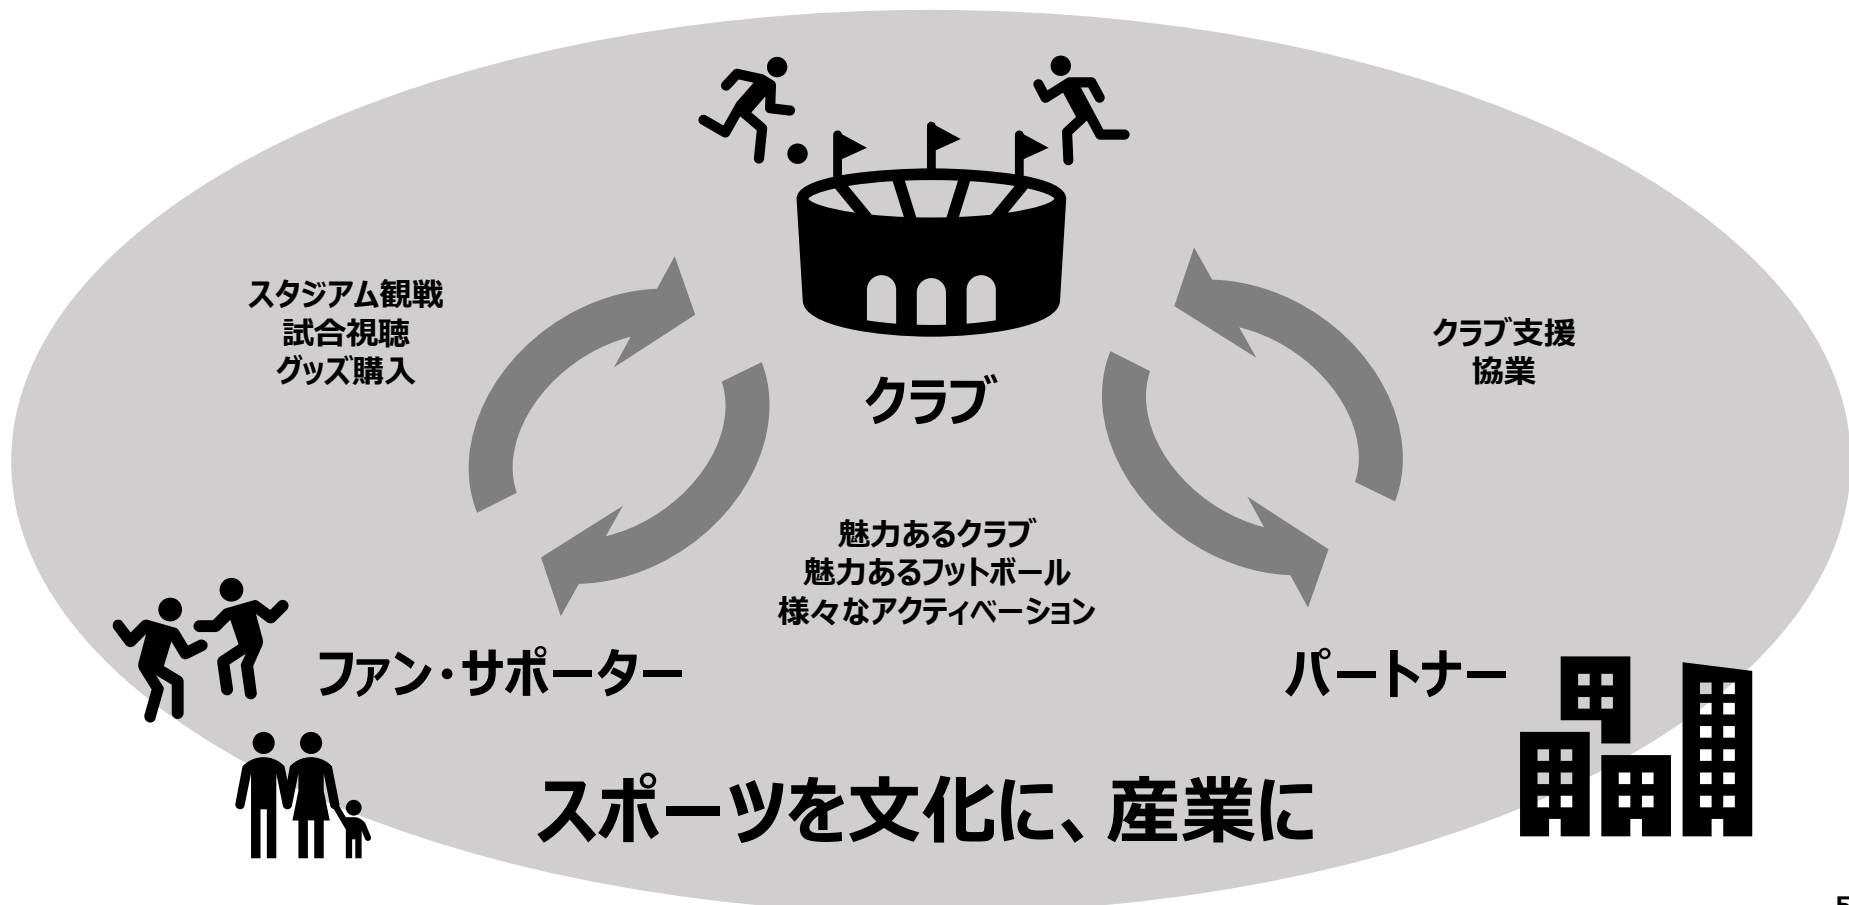 スタジアム観戦
試合視聴
グッズ購入
クラブ支援
協業
クラブ
魅力あるクラブ
魅力あるフットボール
様々なアクティベーション
ファン・サポーター
パートナー
スポーツを文化に、産業に
5